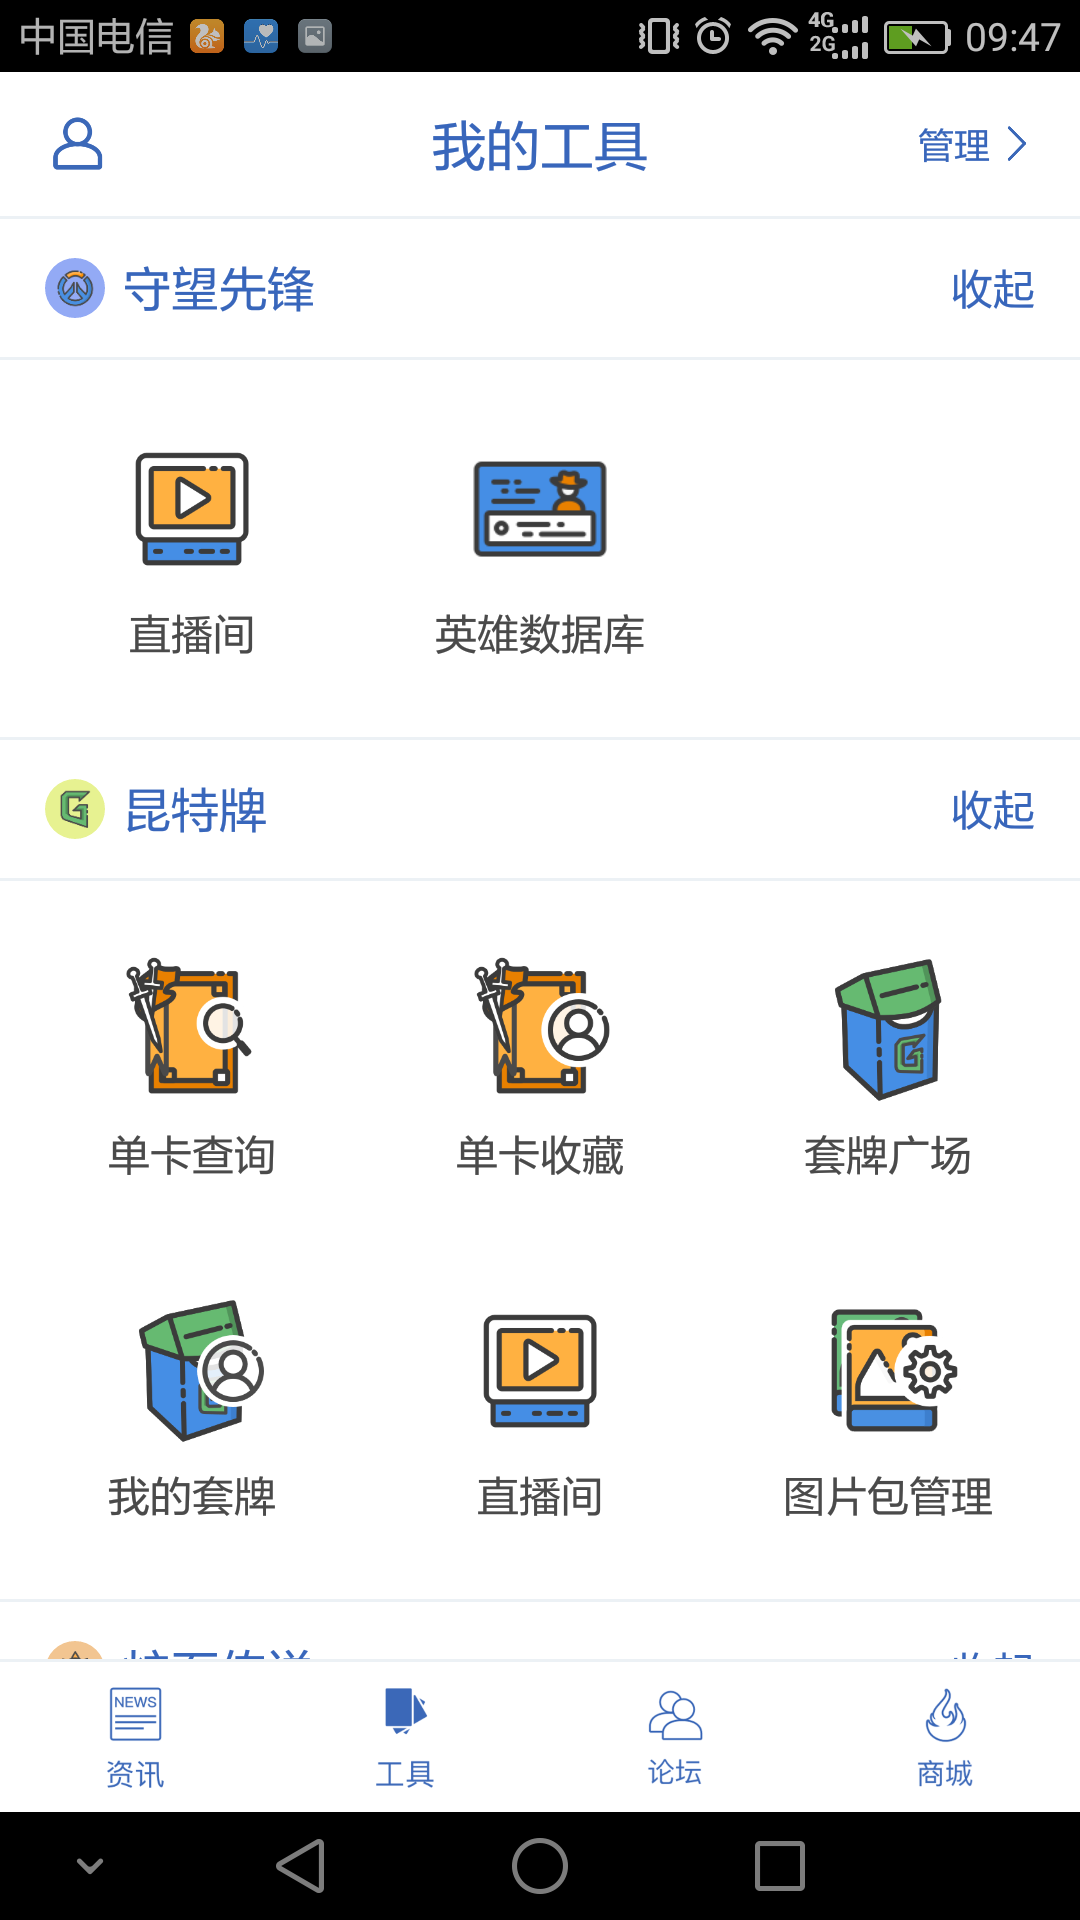 中国电信 4G 2G 09:47
我的工具 管理
守望先锋 收起
直播间 英雄数据库
昆特牌 收起
单卡查询 单卡收藏 套牌广场
我的套牌 直播间 图片包管理
NEWS
资讯 工具 论坛 商城